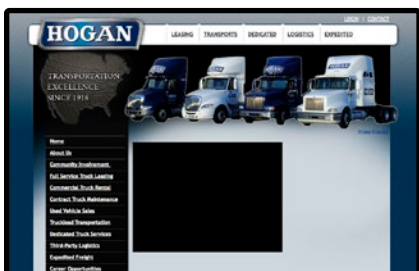 LOGIN | CONTACT
HOGAN
LEASING TRANSPORTS DEDICATED LOGISTICS EXPEDITED
TRANSPORTATION
EXCELLENCE
SINCE 1918
HOGAN
Home
About Us
Community Involvement
Full Service Truck Leasing
Commercial Truck Rental
Contract Truck Maintenance
Used Vehicle Sales
Truckload Transportation
Dedicated Truck Services
Third-Party Logistics
Expedited Freight
Career Opportunities